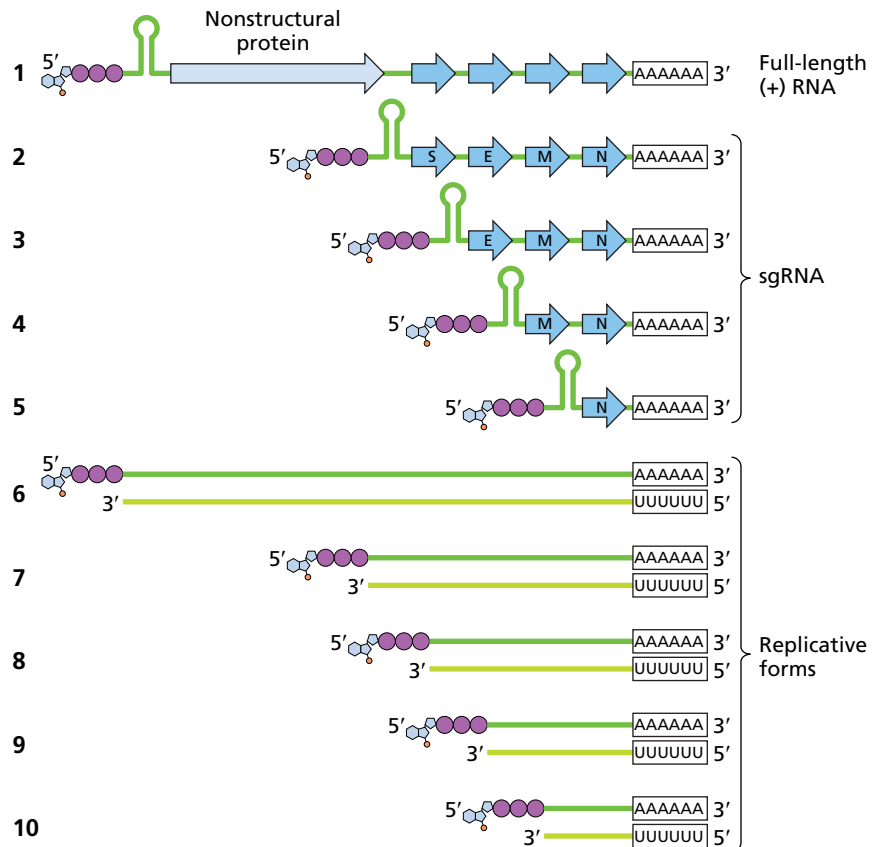 Nonstructural
protein
1 5′ AAAAAA 3′ Full-length
(+) RNA
2 5′ S E M N AAAAAA 3′
3 5′ E M N AAAAAA 3′
sgRNA
4 5′ M N AAAAAA 3′
5 5′ N AAAAAA 3′
6 5′ AAAAAA 3′
3′ UUUUUU 5′
7 5′ AAAAAA 3′
3′ UUUUUU 5′
8 5′ AAAAAA 3′
3′ UUUUUU 5′
Replicative
forms
9 5′ AAAAAA 3′
3′ UUUUUU 5′
10 5′ AAAAAA 3′
3′ UUUUUU 5′